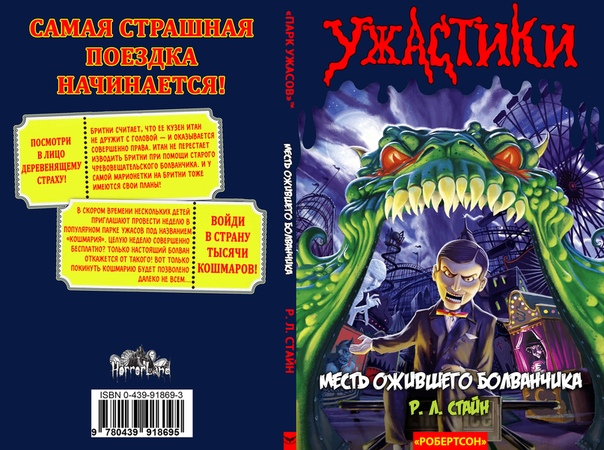 САМАЯ СТРАШНАЯ
ПОЕЗДКА
НАЧИНАЕТСЯ!
ПОСМОТРИ
В ЛИЦО
ДЕРЕВЕНЯЩЕМУ
СТРАХУ!
БРИТНИ СЧИТАЕТ, ЧТО ЕЕ КУЗЕН ИТАН
НЕ ДРУЖИТ С ГОЛОВОЙ — И ОКАЗЫВАЕТСЯ
СОВЕРШЕННО ПРАВА. ИТАН НЕ ПЕРЕСТАЕТ
ИЗВОДИТЬ БРИТНИ ПРИ ПОМОЩИ СТАРОГО
ЧРЕВОВЕЩАТЕЛЬСКОГО БОЛВАНЧИКА. И У
САМОЙ МАРИОНЕТКИ НА БРИТНИ ТОЖЕ
ИМЕЮТСЯ СВОИ ПЛАНЫ!
В СКОРОМ ВРЕМЕНИ НЕСКОЛЬКИХ ДЕТЕЙ
ПРИГЛАШАЮТ ПРОВЕСТИ НЕДЕЛЮ В
ПОПУЛЯРНОМ ПАРКЕ УЖАСОВ ПОД НАЗВАНИЕМ
«КОШМАРИЯ». ЦЕЛУЮ НЕДЕЛЮ СОВЕРШЕННО
БЕСПЛАТНО? ТОЛЬКО НАСТОЯЩИЙ БОЛВАН
ОТКАЖЕТСЯ ОТ ТАКОГО! ВОТ ТОЛЬКО
ПОКИНУТЬ КОШМАРИЮ БУДЕТ ПОЗВОЛЕНО
ДАЛЕКО НЕ ВСЕМ.
ВОЙДИ
В СТРАНУ
ТЫСЯЧИ
КОШМАРОВ!
HorrorLand
ISBN 0-439-91869-3
9 780439 918695
«ПАРК УЖАСОВ»™
МЕСТЬ ОЖИВШЕГО БОЛВАНЧИКА
Р. Л. СТАЙН
УЖАСТИКИ
МЕСТЬ ОЖИВШЕГО БОЛВАНЧИКА
Р. Л. СТАЙН
«РОБЕРТСОН»